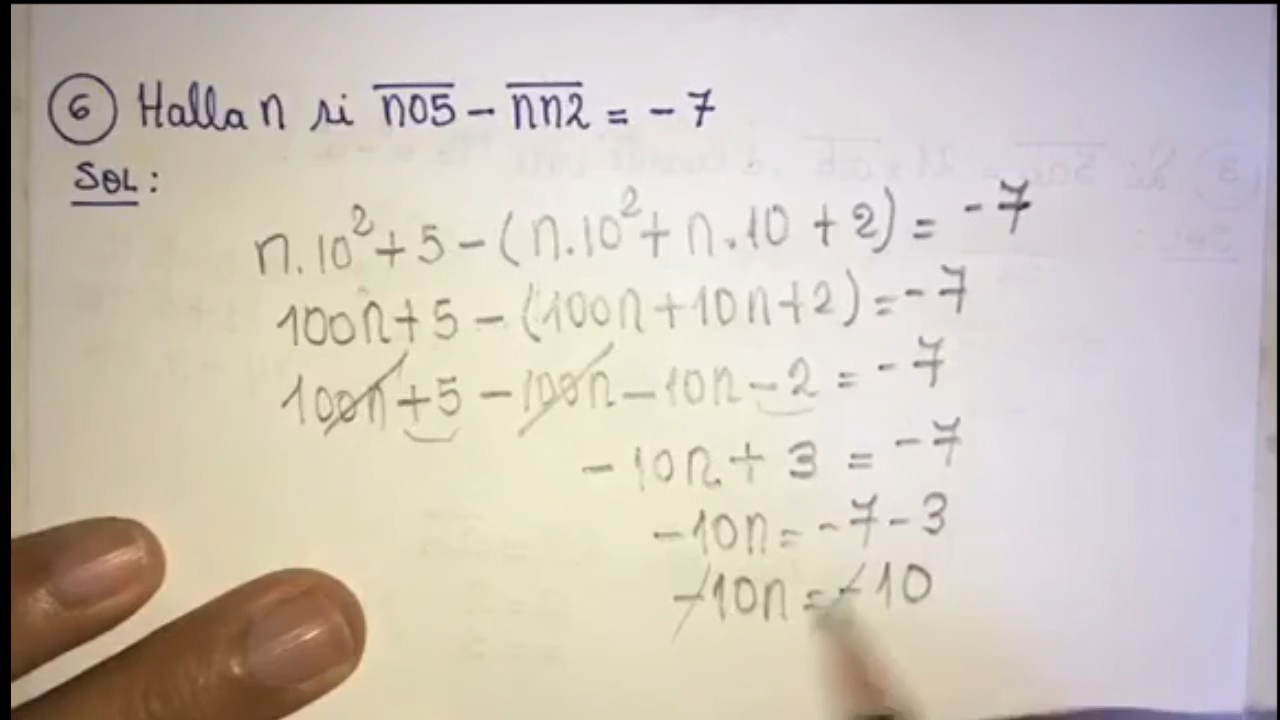 6 Halla n si n05 - nn2 = - 7
SOL:
n.10² + 5 - (n.10² + n.10 + 2) = - 7
100n + 5 - (100n + 10n + 2) = - 7
100n + 5 - 100n - 10n - 2 = - 7
- 10n + 3 = - 7
- 10n = - 7 - 3
- 10n = - 10